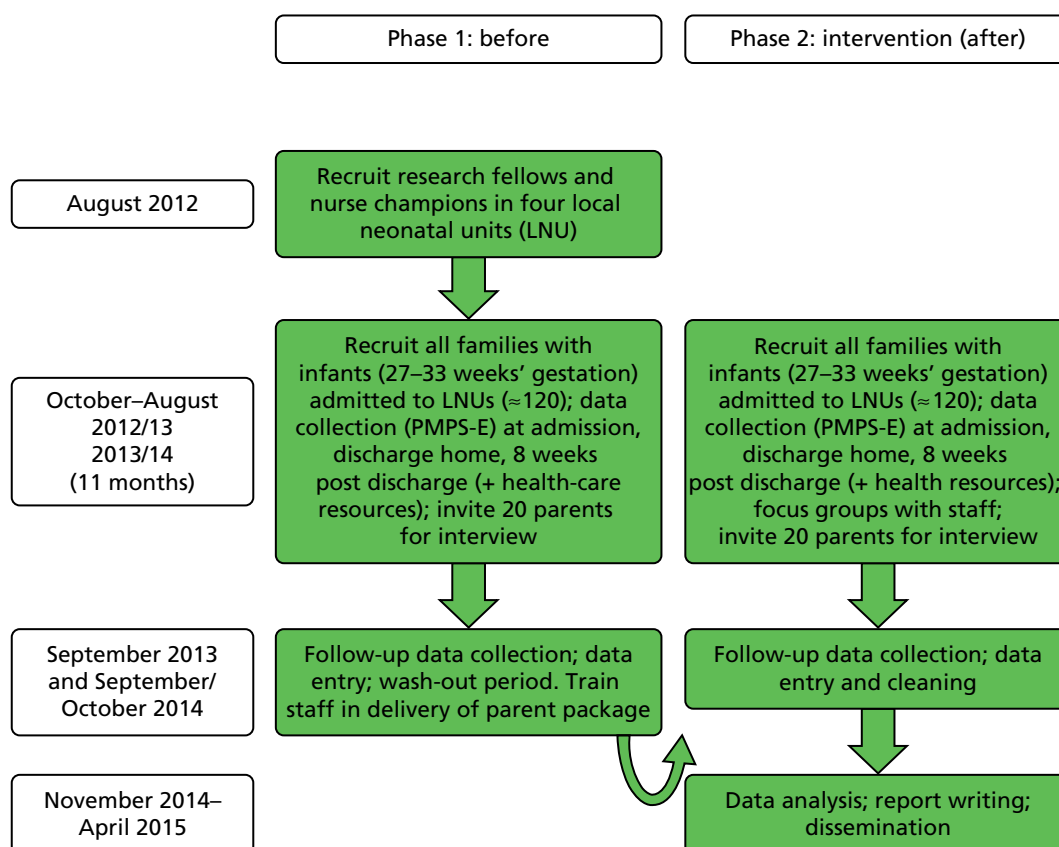 Phase 1: before
Phase 2: intervention (after)
August 2012
Recruit research fellows and
nurse champions in four local
neonatal units (LNU)
October–August
2012/13
2013/14
(11 months)
Recruit all families with
infants (27–33 weeks’ gestation)
admitted to LNUs (≈120); data
collection (PMPS-E) at admission,
discharge home, 8 weeks
post discharge (+ health-care
resources); invite 20 parents
for interview
Recruit all families with
infants (27–33 weeks’ gestation)
admitted to LNUs (≈120); data
collection (PMPS-E) at admission,
discharge home, 8 weeks
post discharge (+ health resources);
focus groups with staff;
invite 20 parents for interview
September 2013
and September/
October 2014
Follow-up data collection; data
entry; wash-out period. Train
staff in delivery of parent package
Follow-up data collection; data
entry and cleaning
November 2014–
April 2015
Data analysis; report writing;
dissemination